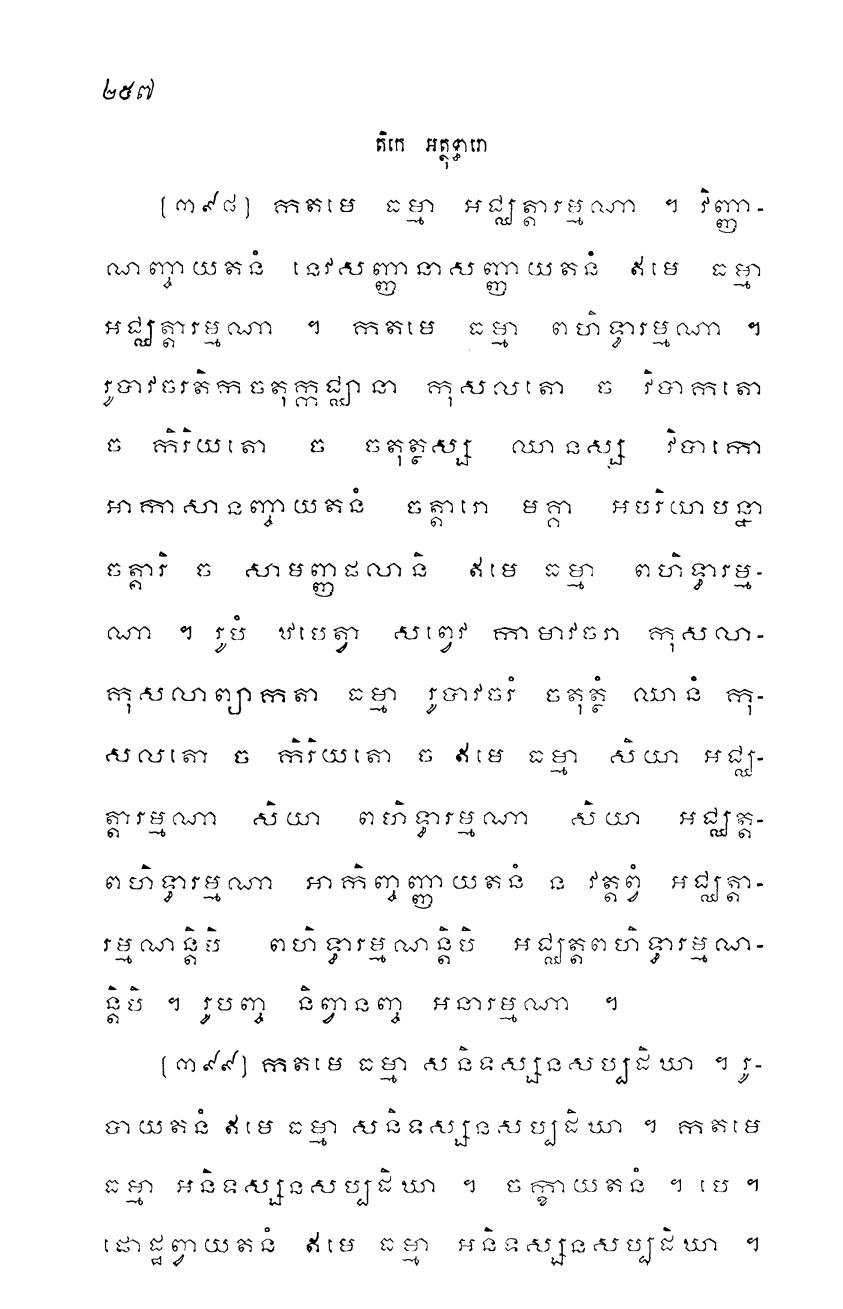 ២៥៧
តិកេ អត្ថុទ្ធារោ
[៣៩៨] កតមេ ធម្មា អជ្ឈត្តារម្មណា ។ វិញ្ញា-
ណញ្ចាយតនំ នេវសញ្ញានាសញ្ញាយតនំ ឥមេ ធម្មា
អជ្ឈត្តារម្មណា ។ កតមេ ធម្មា ពហិទ្ធារម្មណា ។
រូបាវចរតិកចតុក្កជ្ឈានា កុសលតោ ច វិបាកតោ
ច កិរិយតោ ច ចតុត្ថស្ស ឈានស្ស វិបាកោ
អាកាសានញ្ចាយតនំ ចត្តារោ មគ្គា អបរិយាបន្នា
ចត្តារិ ច សាមញ្ញផលានិ ឥមេ ធម្មា ពហិទ្ធារម្ម-
ណា ។ រូបំ ឋបេត្វា សព្វេវ កាមាវចរា កុសលា-
កុសលាព្យាកតា ធម្មា រូបាវចរំ ចតុត្ថំ ឈានំ កុ-
សលតោ ច កិរិយតោ ច ឥមេ ធម្មា សិយា អជ្ឈ-
ត្តារម្មណា សិយា ពហិទ្ធារម្មណា សិយា អជ្ឈត្ត-
ពហិទ្ធារម្មណា អាកិញ្ចញ្ញាយតនំ ន វត្តព្វំ អជ្ឈត្តា-
រម្មណាន្តិបិ ពហិទ្ធារម្មណន្តិបិ អជ្ឈត្តពហិទ្ធារម្មណ-
ន្តិបិ ។ រូបញ្ច និព្វានញ្ច អនារម្មណា ។
[៣៩៩] កតមេ ធម្មា សនិទស្សនសប្បដិឃា ។ រូ-
បាយតនំ ឥមេ ធម្មា សនិទស្សនសប្បដិឃា ។ កតមេ
ធម្មា អនិទស្សនសប្បដិឃា ។ ចក្ខាយតនំ ។ បេ ។
ផោដ្ឋព្វាយតនំ ឥមេ ធម្មា អនិទស្សនសប្បដិឃា ។